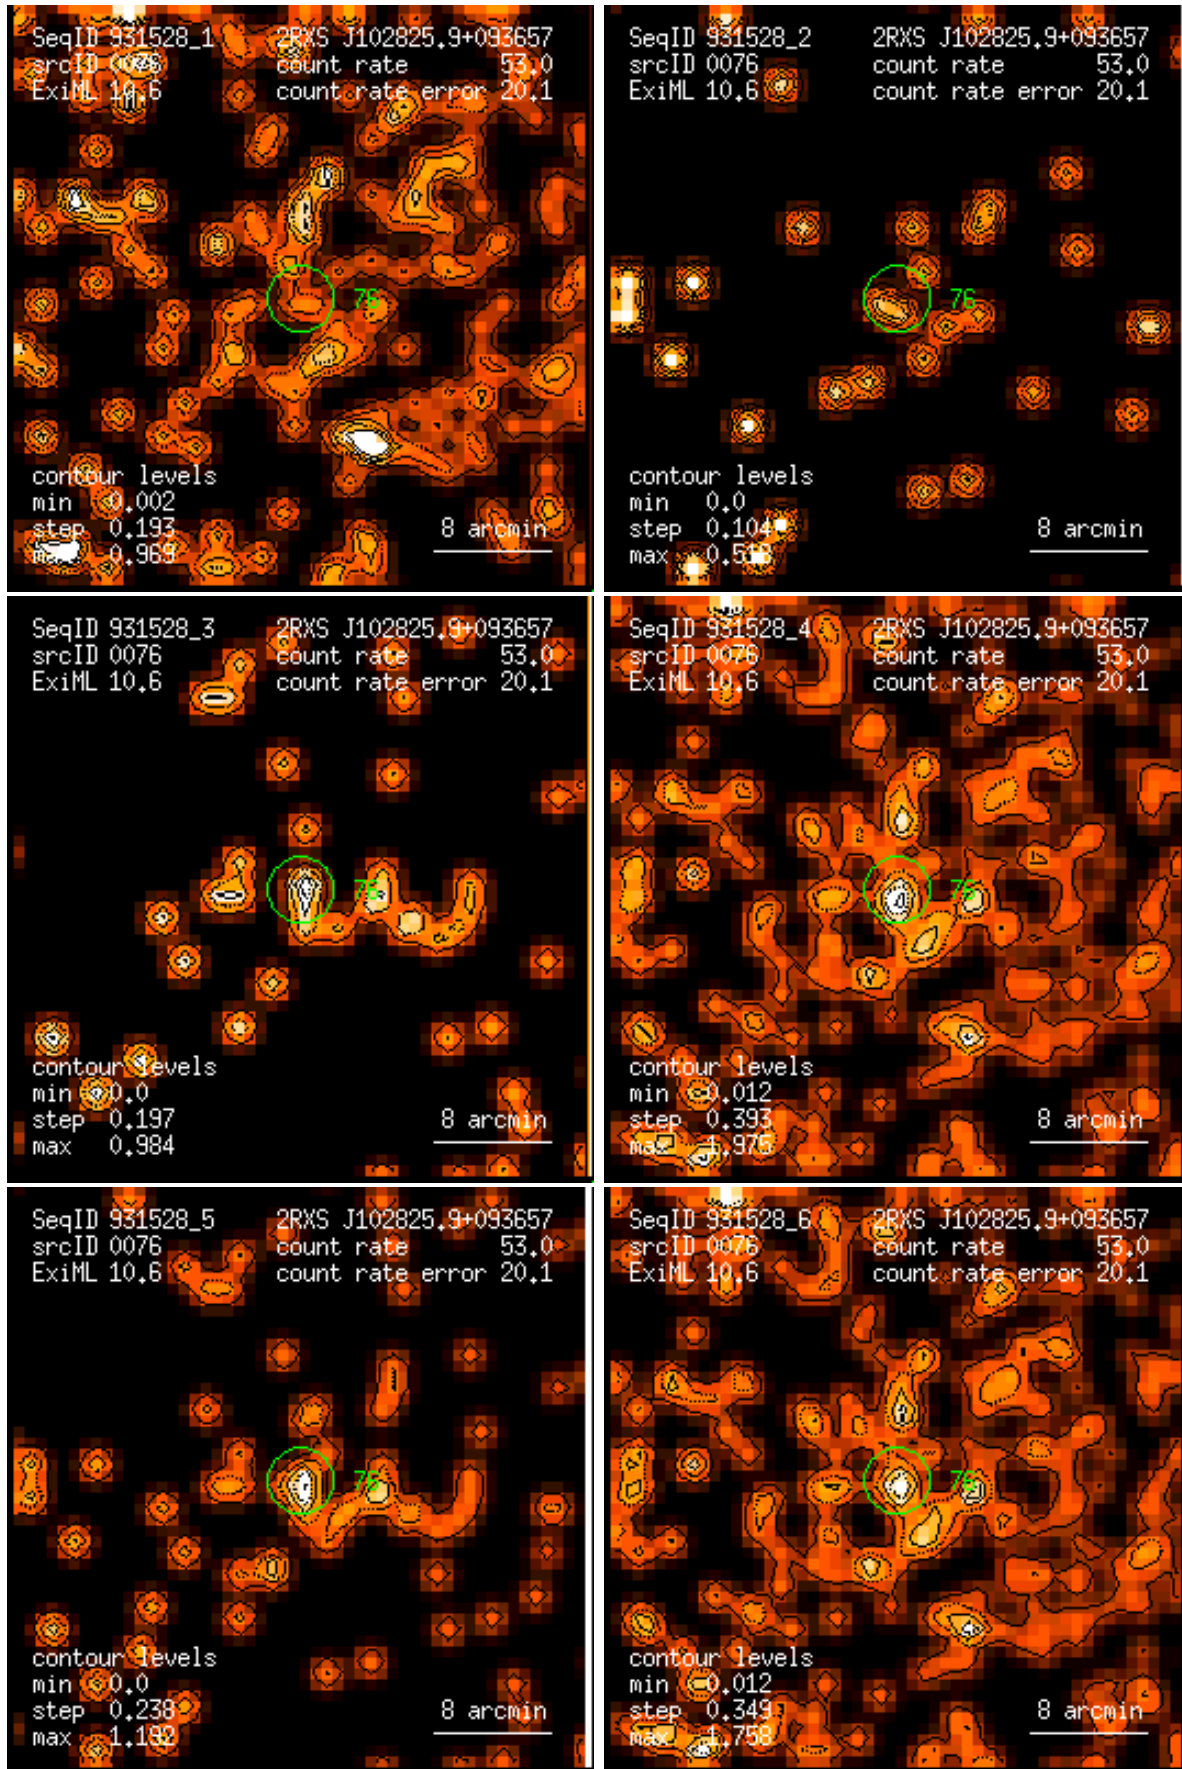 SeqID 931528_1 2RXS J102825.9+093657
srcID 0076 count rate 53.0
ExiML 10.6 count rate error 20.1
76
contour levels
min 0.002
step 0.193
max 0.969
8 arcmin
SeqID 931528_2 2RXS J102825.9+093657
srcID 0076 count rate 53.0
ExiML 10.6 count rate error 20.1
76
contour levels
min 0.0
step 0.104
max 0.518
8 arcmin
SeqID 931528_3 2RXS J102825.9+093657
srcID 0076 count rate 53.0
ExiML 10.6 count rate error 20.1
76
contour levels
min 0.0
step 0.197
max 0.984
8 arcmin
SeqID 931528_4 2RXS J102825.9+093657
srcID 0076 count rate 53.0
ExiML 10.6 count rate error 20.1
76
contour levels
min 0.012
step 0.393
max 1.975
8 arcmin
SeqID 931528_5 2RXS J102825.9+093657
srcID 0076 count rate 53.0
ExiML 10.6 count rate error 20.1
76
contour levels
min 0.0
step 0.238
max 1.192
8 arcmin
SeqID 931528_6 2RXS J102825.9+093657
srcID 0076 count rate 53.0
ExiML 10.6 count rate error 20.1
76
contour levels
min 0.012
step 0.349
max 1.758
8 arcmin